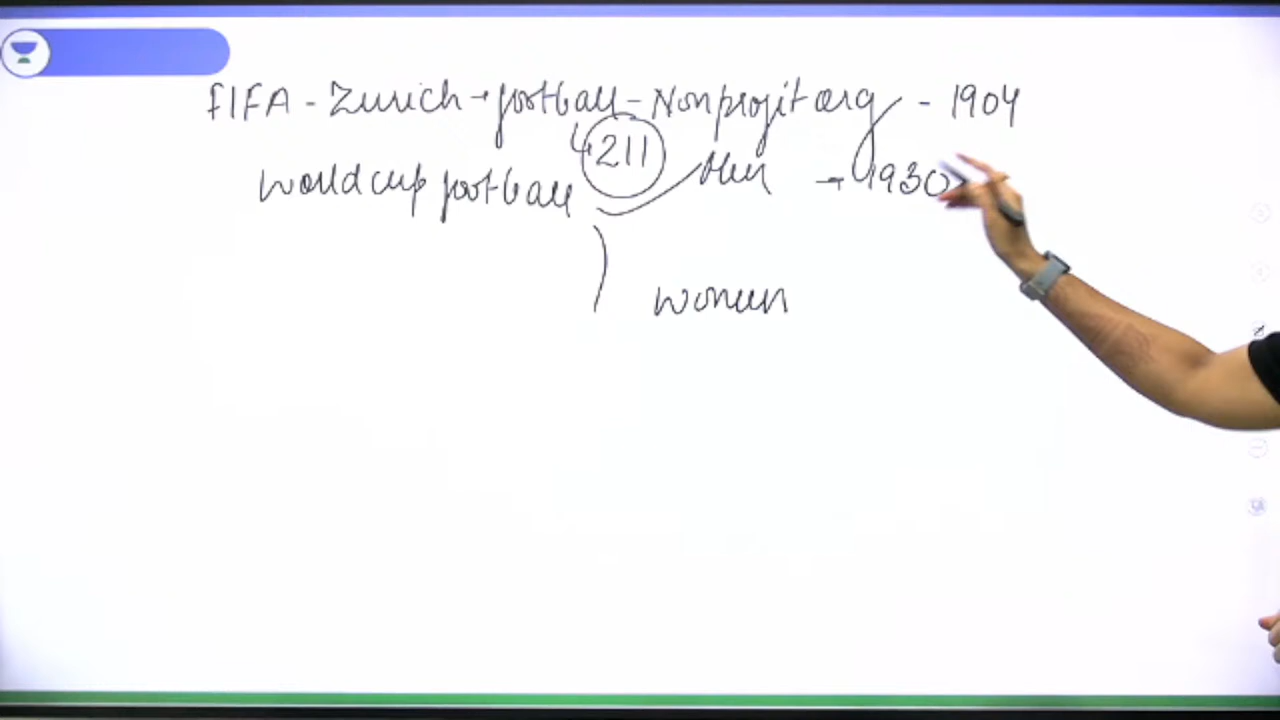 FIFA - Zurich → football - Nonprofit org - 1904
211
World cup football Men → 1930
women